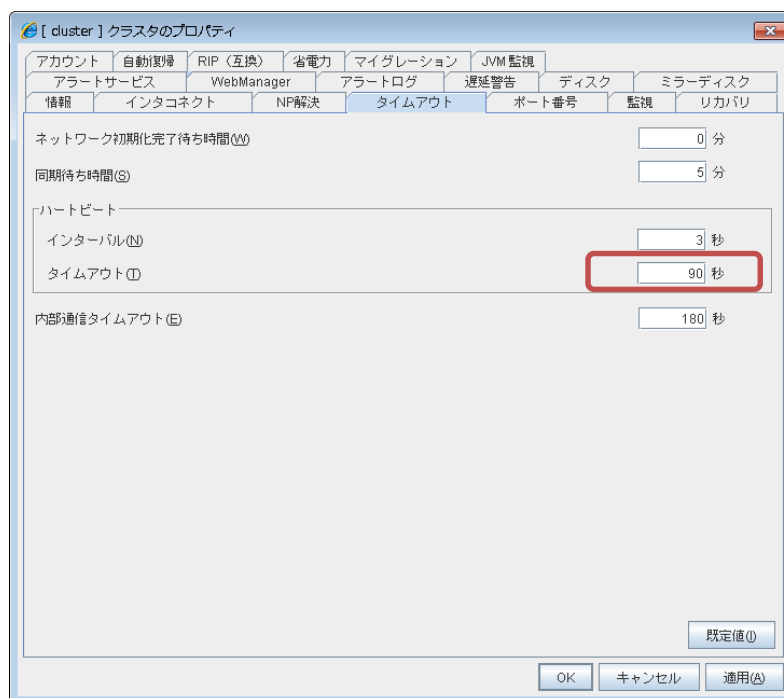 [ cluster ] クラスタのプロパティ
アカウント 自動復帰 RIP（互換） 省電力 マイグレーション JVM 監視
アラートサービス WebManager アラートログ 遅延警告 ディスク ミラーディスク
情報 インタコネクト NP解決 タイムアウト ポート番号 監視 リカバリ
ネットワーク初期化完了待ち時間(W) 0 分
同期待ち時間(S) 5 分
ハートビート
インターバル(N) 3 秒
タイムアウト(T) 90 秒
内部通信タイムアウト(E) 180 秒
既定値(I)
OK キャンセル 適用(A)